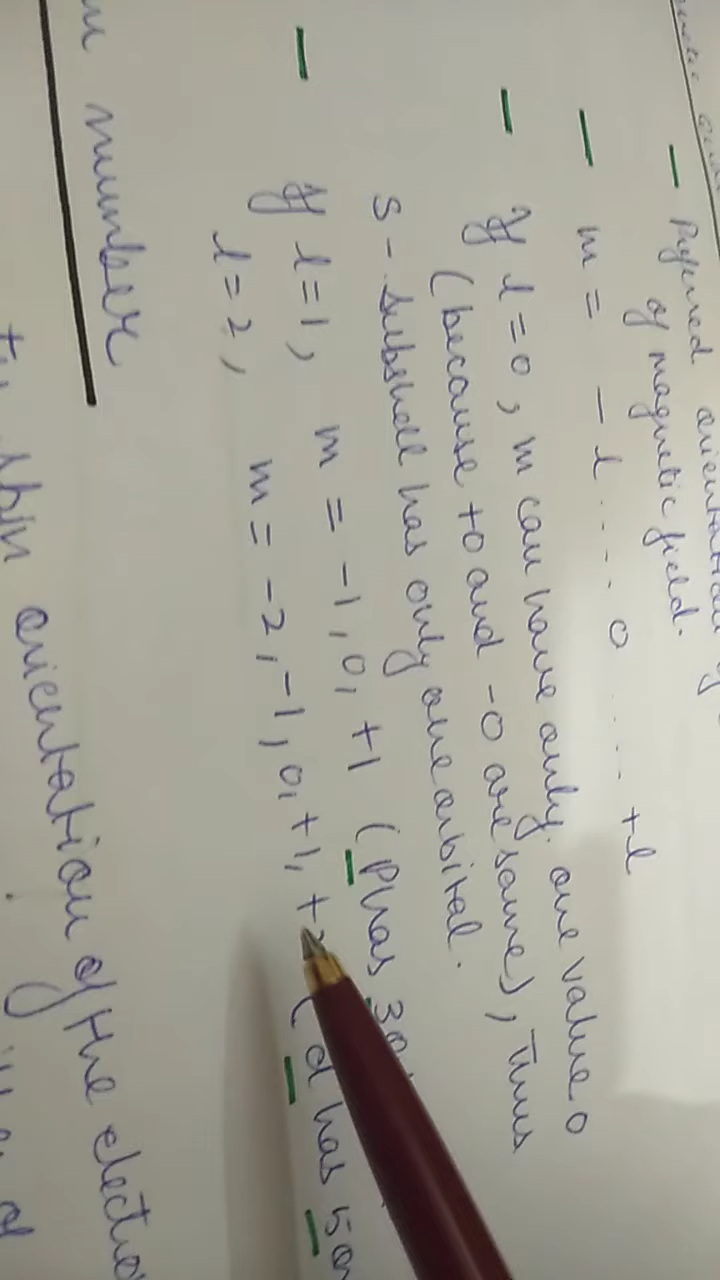 Preferred orientation of
of magnetic field.
m = -l .... 0 .... +l
If l=0, m can have only one value 0
(because +0 and -0 are same), Thus
s - subshell has only one orbital.
If l=1, m = -1, 0, +1 (P has 3
l=2, m = -2, -1, 0, +1, +2 (d has 5
number
spin orientation of the